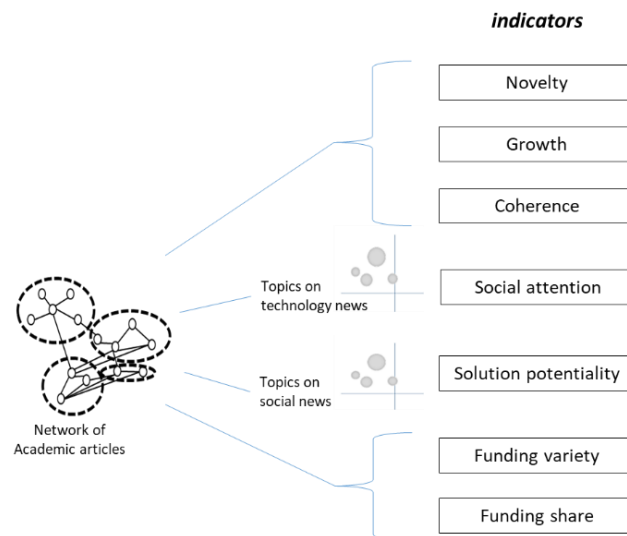 indicators
Novelty
Growth
Coherence
Topics on
technology news
Social attention
Topics on
social news
Solution potentiality
Network of
Academic articles
Funding variety
Funding share